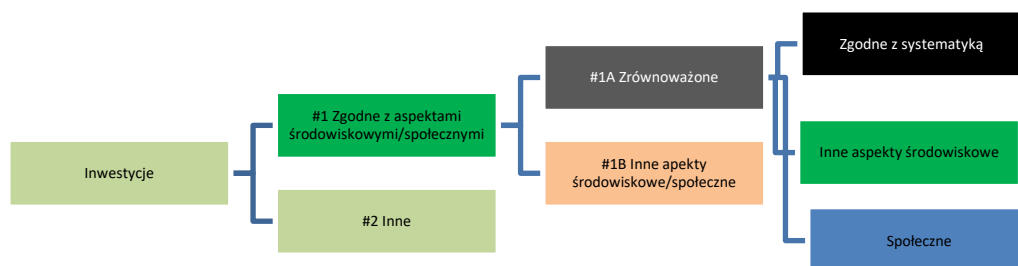 Inwestycje
#1 Zgodne z aspektami
środowiskowymi/społecznymi
#2 Inne
#1A Zrównoważone
#1B Inne apekty
środowiskowe/społeczne
Zgodne z systematyką
Inne aspekty środowiskowe
Społeczne